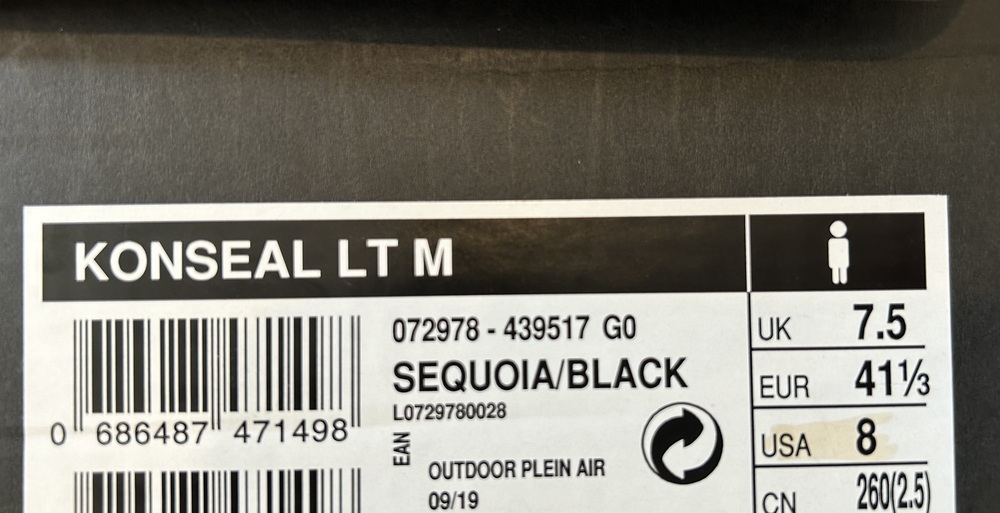 KONSEAL LT M
072978 - 439517 G0
SEQUOIA/BLACK
L0729780028
0 686487 471498
EAN
OUTDOOR PLEIN AIR
09/19
UK 7.5
EUR 41⅓
USA 8
CN 260(2.5)